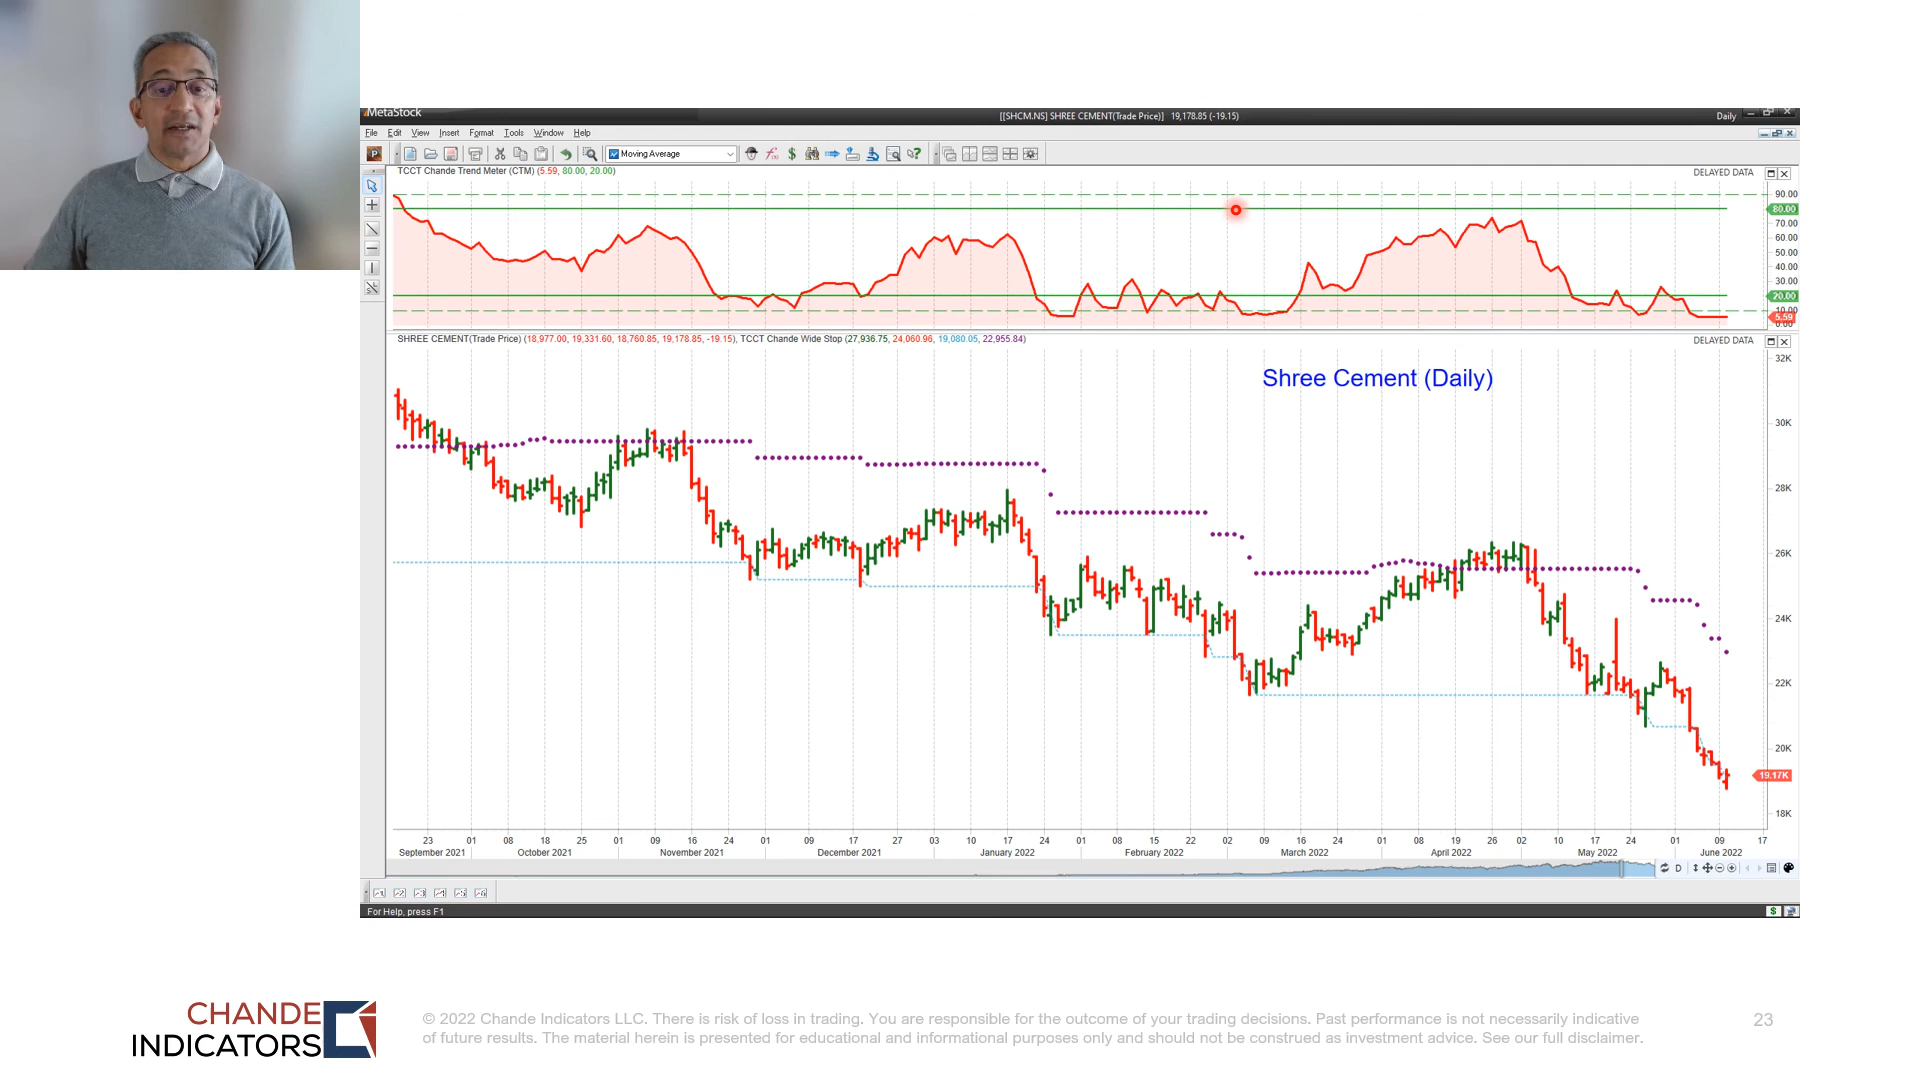 MetaStock
[[SHCM.NS] SHREE CEMENT(Trade Price)] 19,178.85 (-19.15)
Daily
File Edit View Insert Format Tools Window Help
Moving Average
TCCT Chande Trend Meter (CTM) (5.59, 80.00, 20.00)
DELAYED DATA
90.00
80.00
70.00
60.00
50.00
40.00
30.00
20.00
10.00
5.59
0.00
SHREE CEMENT(Trade Price) (18,977.00, 19,331.60, 18,760.85, 19,178.85, -19.15), TCCT Chande Wide Stop (27,936.75, 24,060.96, 19,080.05, 22,955.84)
DELAYED DATA
Shree Cement (Daily)
32K
30K
28K
26K
24K
22K
20K
19.17K
18K
23 01 08 18 25 01 09 16 24 01 09 17 27 03 10 17 24 01 08 15 22 02 09 16 24 01 08 19 26 02 10 17 24 01 09 17
September 2021 October 2021 November 2021 December 2021 January 2022 February 2022 March 2022 April 2022 May 2022 June 2022
D
For Help, press F1
CHANDE
INDICATORS
© 2022 Chande Indicators LLC. There is risk of loss in trading. You are responsible for the outcome of your trading decisions. Past performance is not necessarily indicative
of future results. The material herein is presented for educational and informational purposes only and should not be construed as investment advice. See our full disclaimer.
23